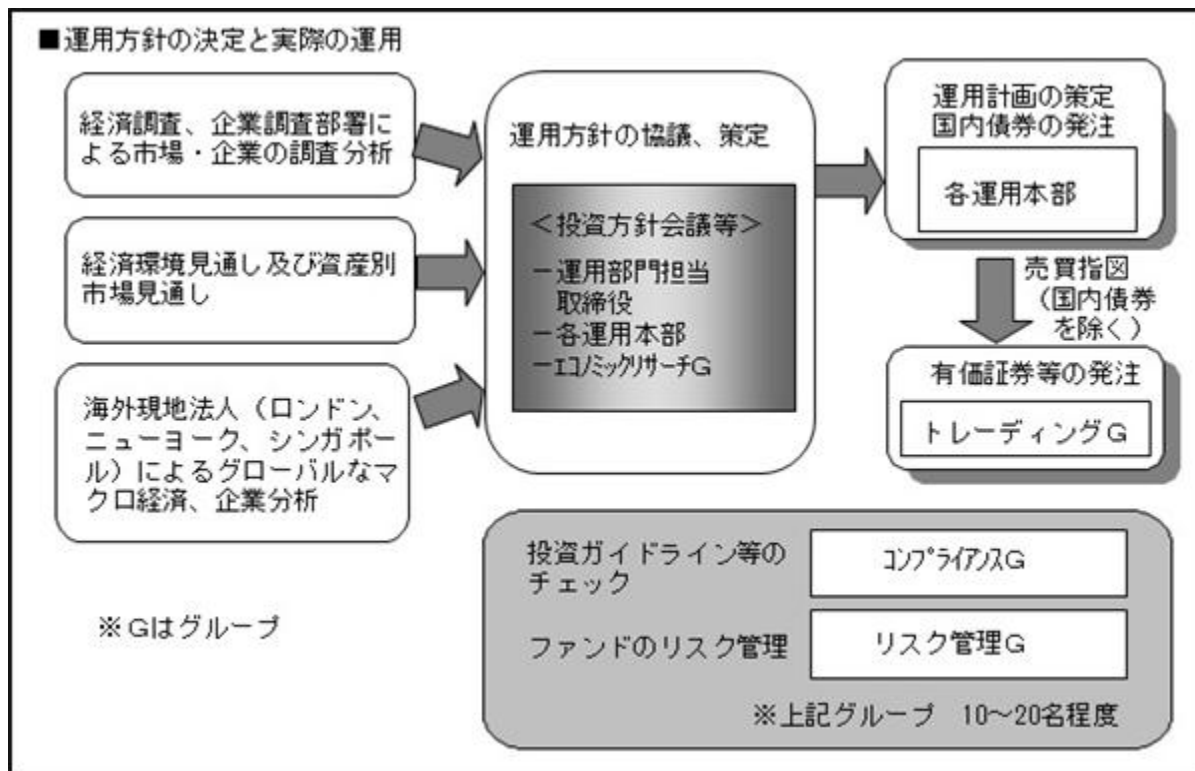 ■運用方針の決定と実際の運用
経済調査、企業調査部署に
よる市場・企業の調査分析
経済環境見通し及び資産別
市場見通し
海外現地法人（ロンドン、
ニューヨーク、シンガポー
ル）によるグローバルなマ
クロ経済、企業分析
※Gはグループ
運用方針の協議、策定
＜投資方針会議等＞
－運用部門担当
取締役
－各運用本部
－ｴｺﾉﾐｯｸﾘｻｰﾁG
運用計画の策定
国内債券の発注
各運用本部
売買指図
（国内債券
を除く）
有価証券等の発注
トレーディングG
投資ガイドライン等の
チェック
ｺﾝﾌﾟﾗｲｱﾝｽG
ファンドのリスク管理
リスク管理G
※上記グループ　10～20名程度